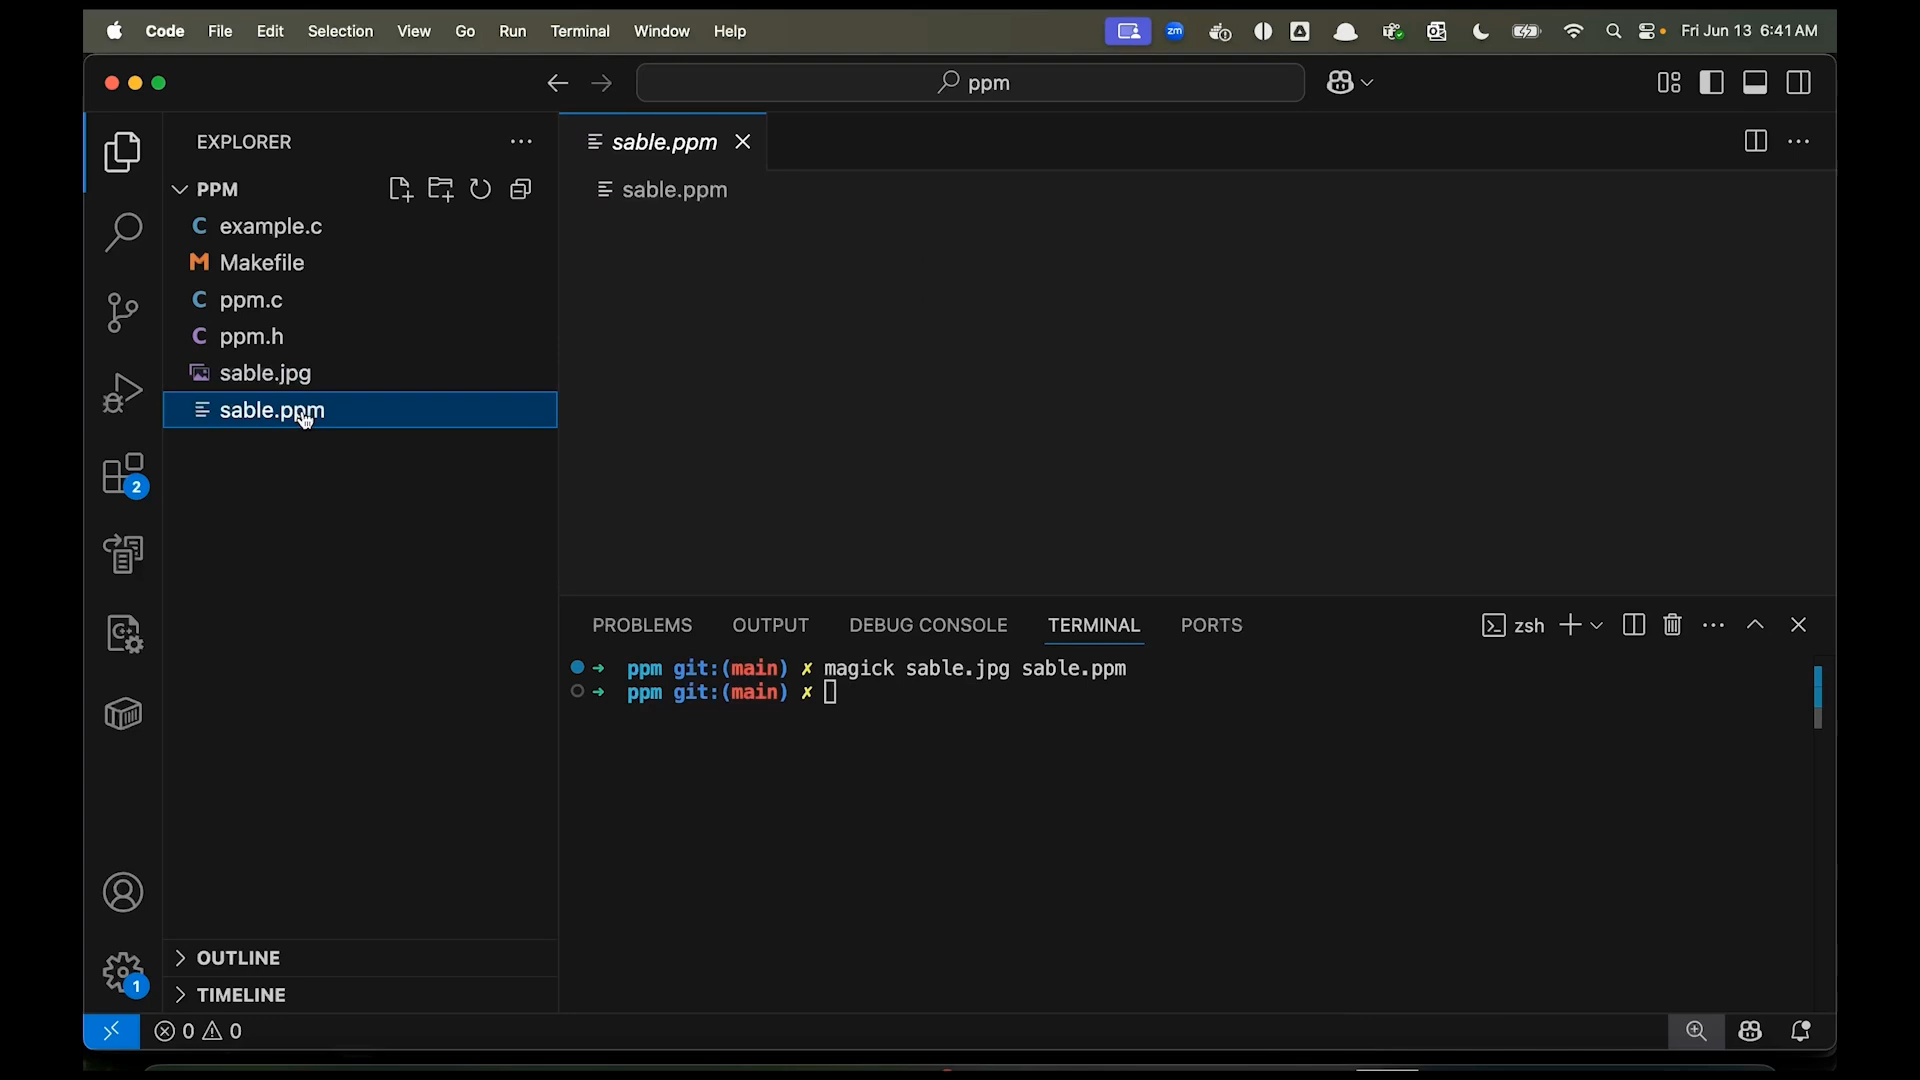 Code File Edit Selection View Go Run Terminal Window Help zm Fri Jun 13 6:41 AM
ppm
EXPLORER
PPM
C example.c
M Makefile
C ppm.c
C ppm.h
sable.jpg
sable.ppm
2
OUTLINE
1
TIMELINE
sable.ppm
sable.ppm
PROBLEMS OUTPUT DEBUG CONSOLE TERMINAL PORTS zsh
→ ppm git:(main) ✗ magick sable.jpg sable.ppm
→ ppm git:(main) ✗
0 0